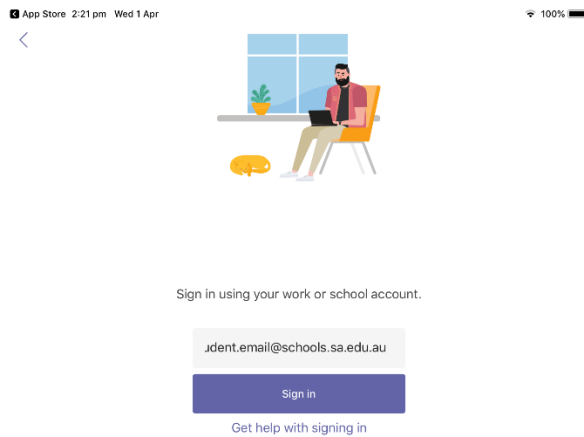 App Store 2:21 pm Wed 1 Apr 100%
Sign in using your work or school account.
udent.email@schools.sa.edu.au
Sign in
Get help with signing in